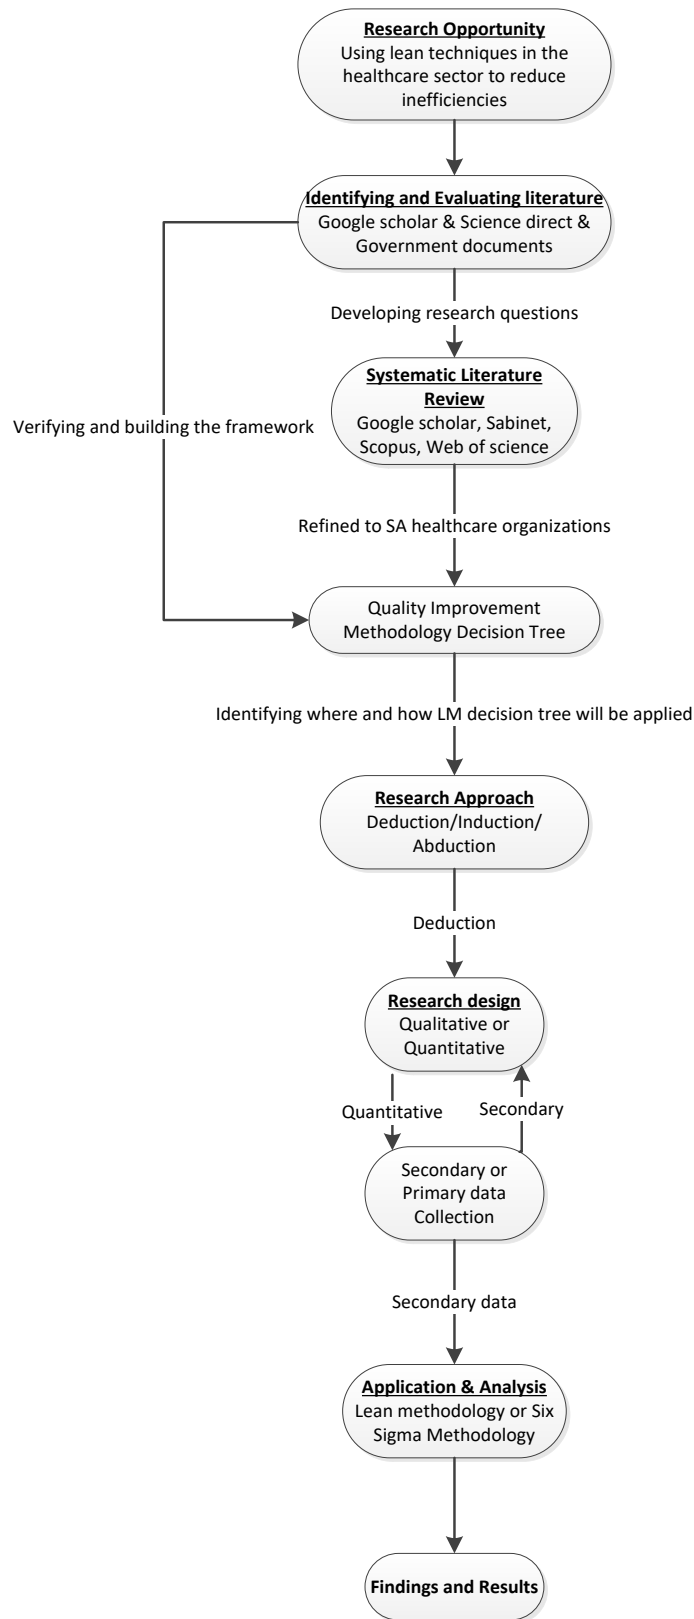 Research Opportunity
Using lean techniques in the
healthcare sector to reduce
inefficiencies
Identifying and Evaluating literature
Google scholar & Science direct &
Government documents
Developing research questions
Systematic Literature
Review
Google scholar, Sabinet,
Scopus, Web of science
Verifying and building the framework
Refined to SA healthcare organizations
Quality Improvement
Methodology Decision Tree
Identifying where and how LM decision tree will be applied
Research Approach
Deduction/Induction/
Abduction
Deduction
Research design
Qualitative or
Quantitative
Quantitative
Secondary
Secondary or
Primary data
Collection
Secondary data
Application & Analysis
Lean methodology or Six
Sigma Methodology
Findings and Results